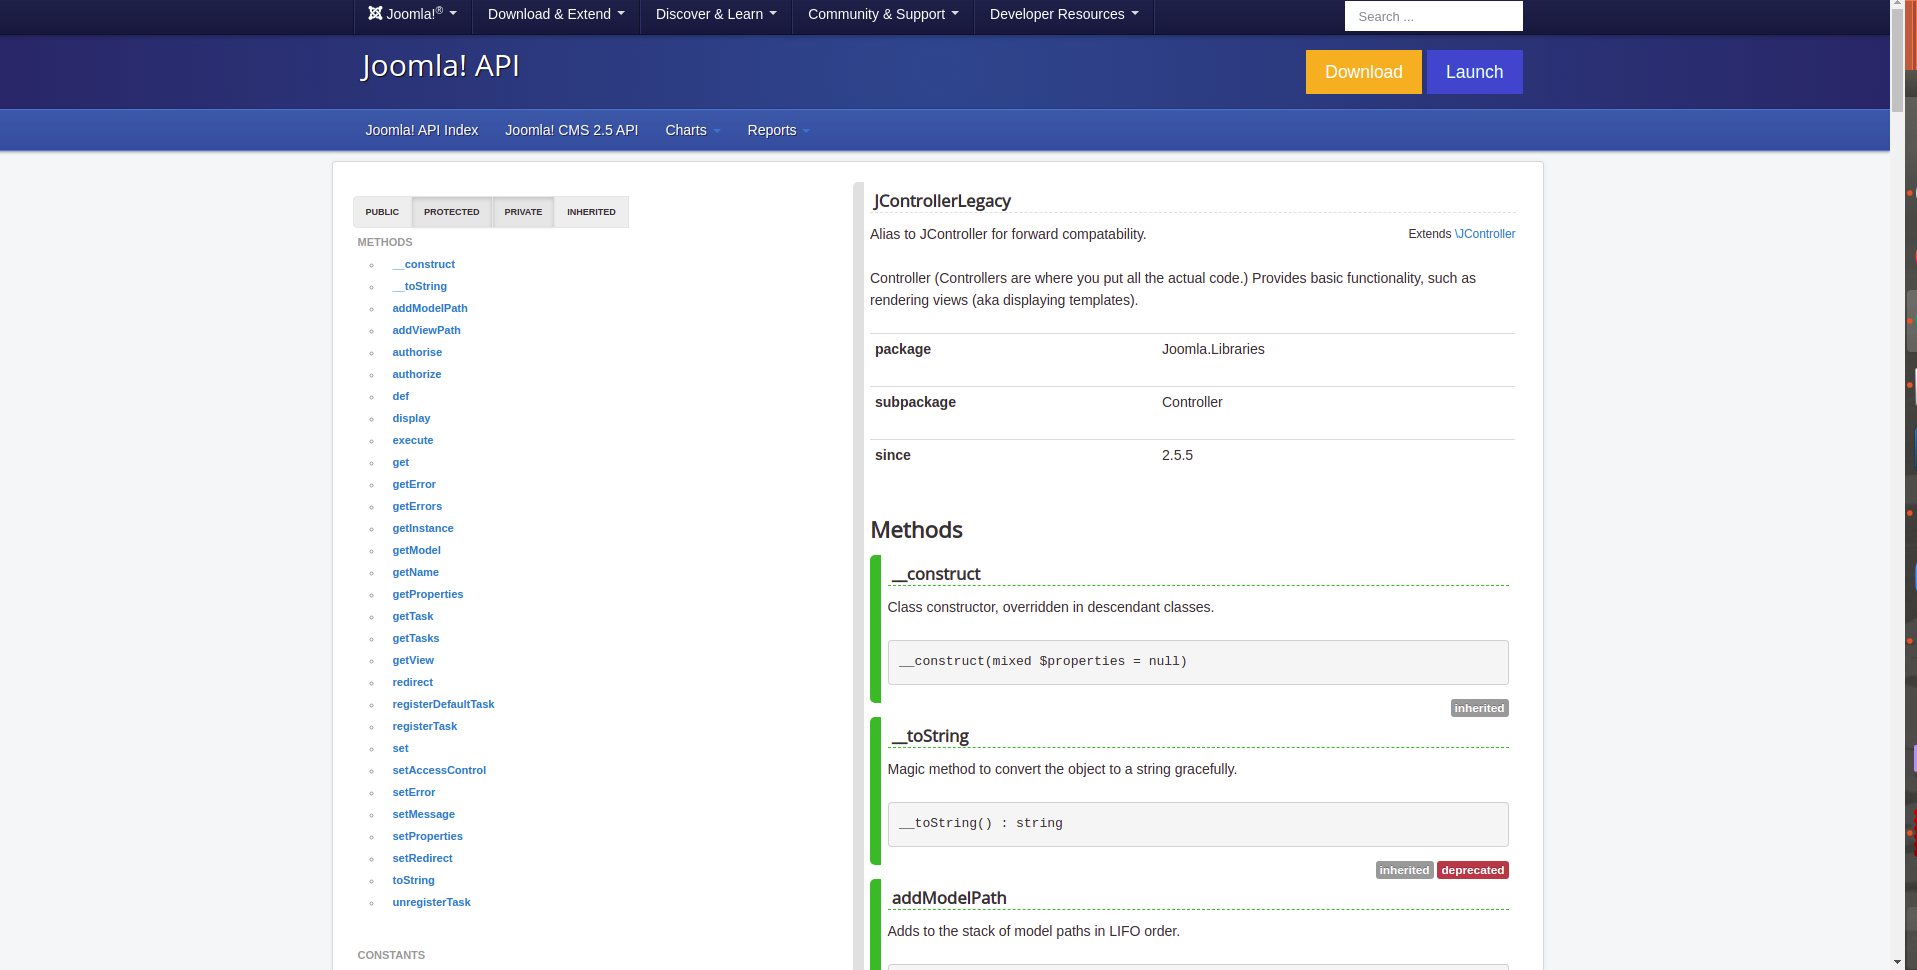 Joomla!® Download & Extend Discover & Learn Community & Support Developer Resources Search ...
Joomla! API
Download Launch
Joomla! API Index Joomla! CMS 2.5 API Charts Reports
PUBLIC PROTECTED PRIVATE INHERITED
METHODS
__construct
__toString
addModelPath
addViewPath
authorise
authorize
def
display
execute
get
getError
getErrors
getInstance
getModel
getName
getProperties
getTask
getTasks
getView
redirect
registerDefaultTask
registerTask
set
setAccessControl
setError
setMessage
setProperties
setRedirect
toString
unregisterTask
CONSTANTS
JControllerLegacy
Alias to JController for forward compatability.
Extends \JController
Controller (Controllers are where you put all the actual code.) Provides basic functionality, such as
rendering views (aka displaying templates).
package Joomla.Libraries
subpackage Controller
since 2.5.5
Methods
__construct
Class constructor, overridden in descendant classes.
__construct(mixed $properties = null)
inherited
__toString
Magic method to convert the object to a string gracefully.
__toString() : string
inherited deprecated
addModelPath
Adds to the stack of model paths in LIFO order.